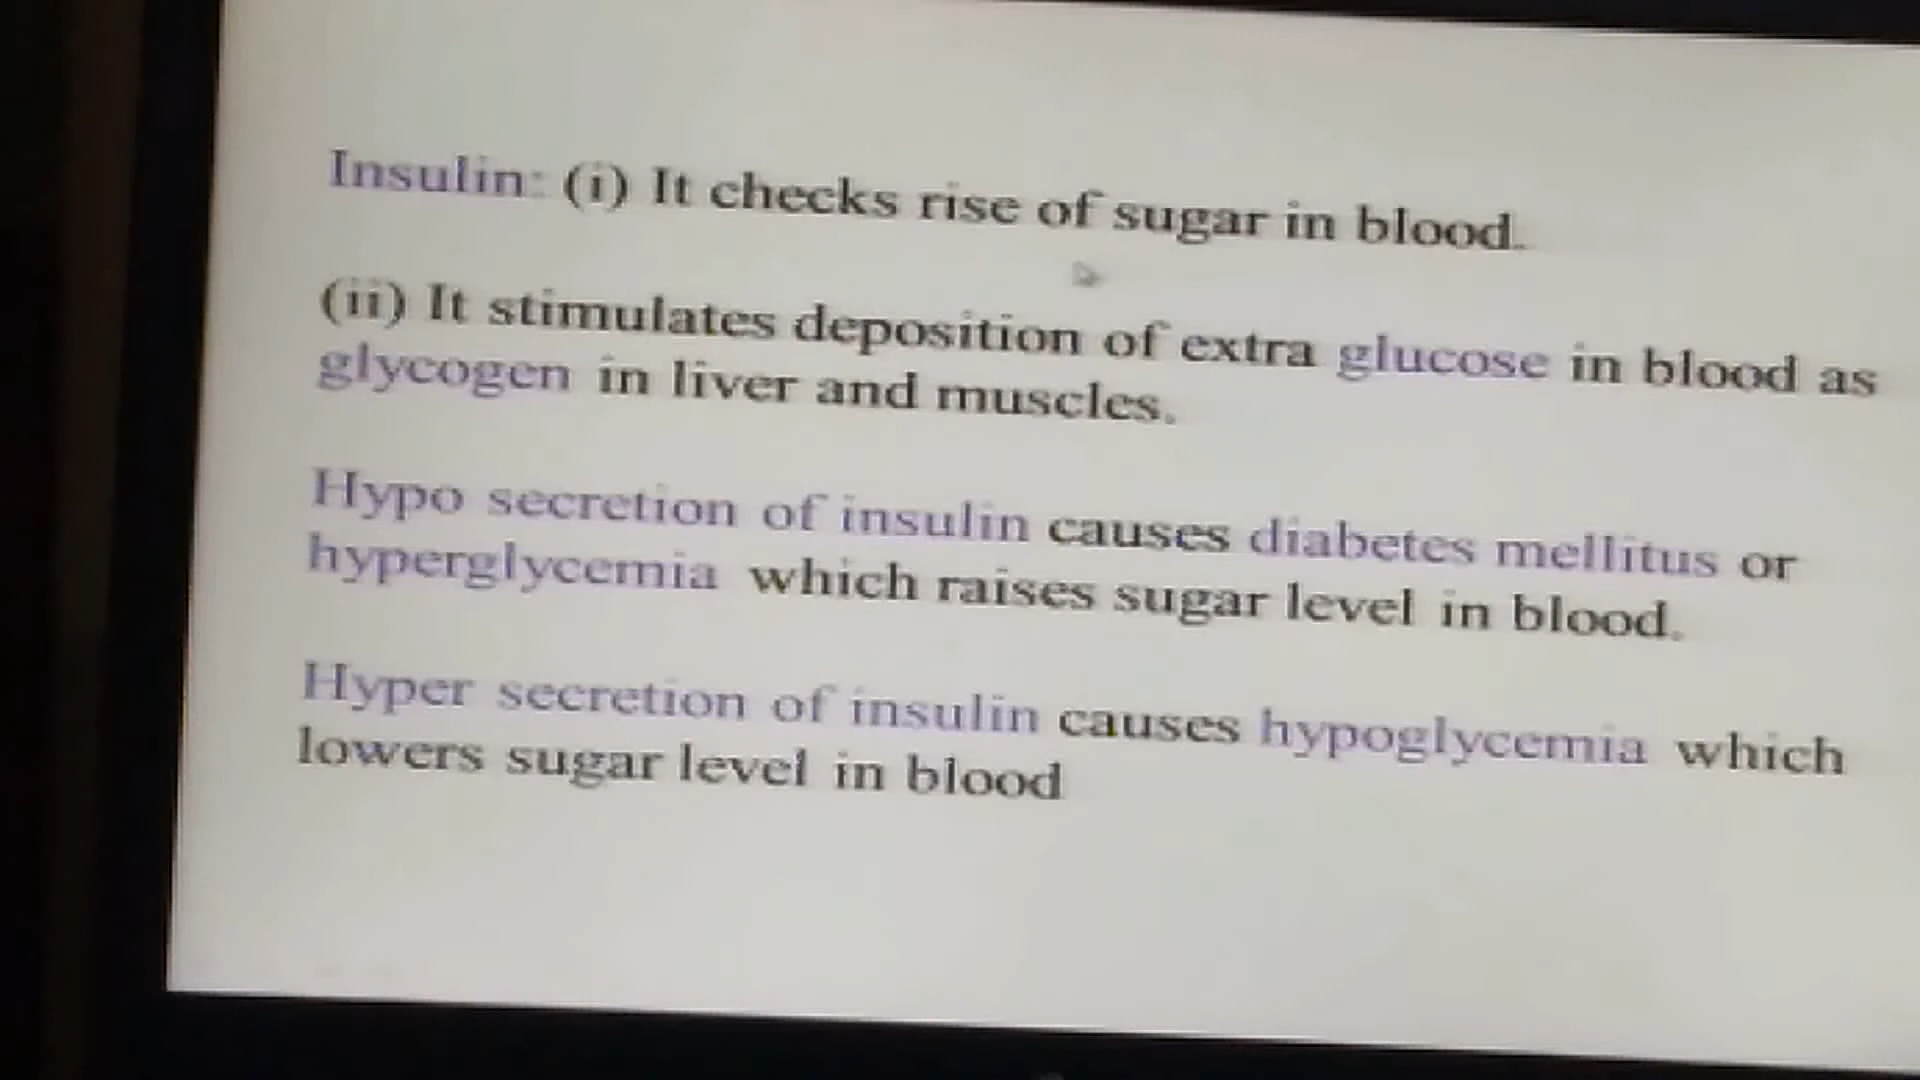 Insulin: (i) It checks rise of sugar in blood.
(ii) It stimulates deposition of extra glucose in blood as
glycogen in liver and muscles.
Hypo secretion of insulin causes diabetes mellitus or
hyperglycemia which raises sugar level in blood.
Hyper secretion of insulin causes hypoglycemia which
lowers sugar level in blood